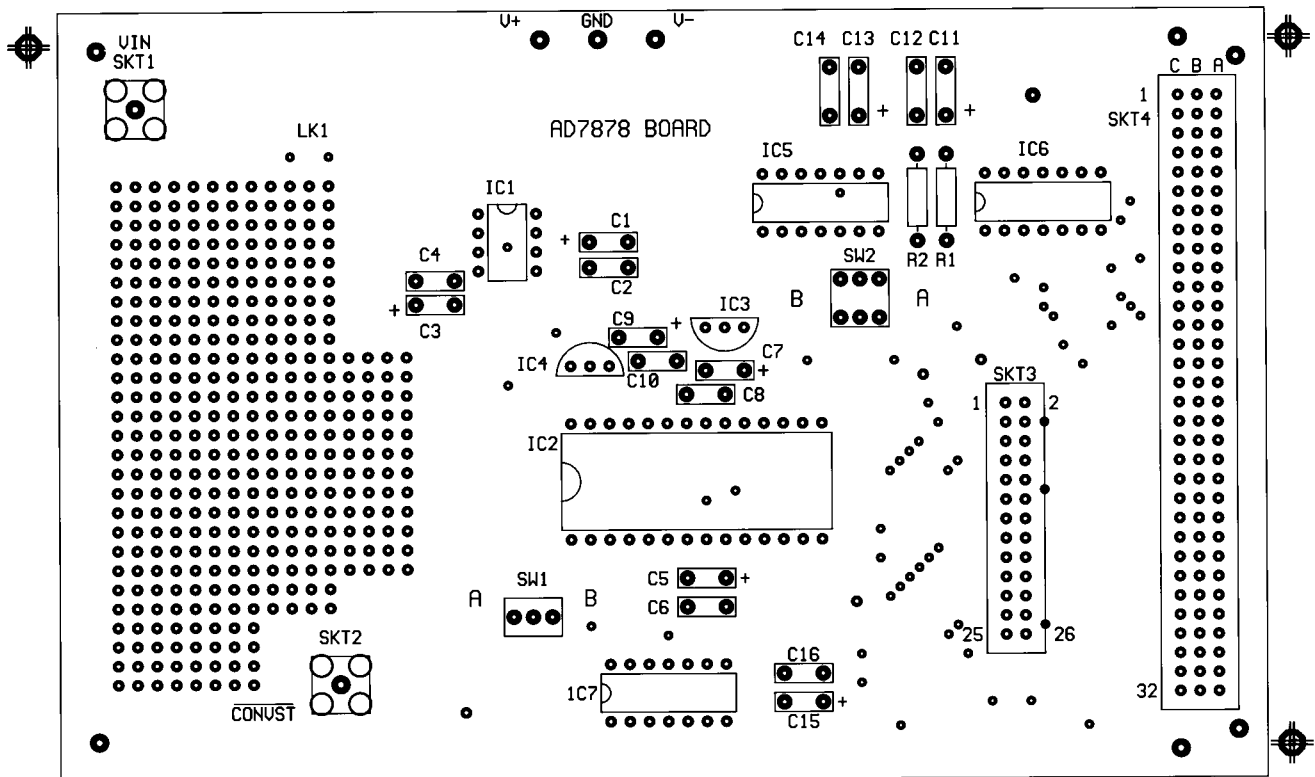 V+ GND V-
VIN
SKT1
C14 C13 C12 C11
+ +
C B A
1
SKT4
LK1
AD7878 BOARD
IC5
IC6
IC1
C1
+
C2
C4
+
C3
R2 R1
SW2
B A
IC3
C9 +
IC4
C10
C7
+
C8
SKT3
1 2
IC2
C5 +
C6
SW1
A B
25 26
SKT2
CONVST
1C7
C16
+
C15
32